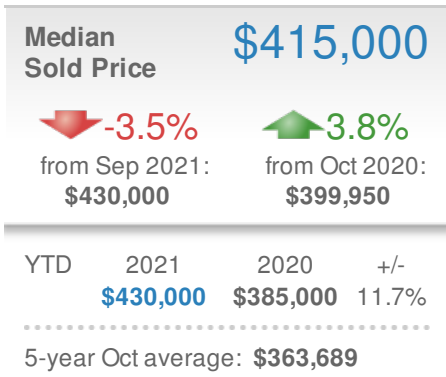 Median $415,000
Sold Price
-3.5% 3.8%
from Sep 2021: from Oct 2020:
$430,000 $399,950
YTD 2021 2020 +/-
$430,000 $385,000 11.7%
5-year Oct average: $363,689